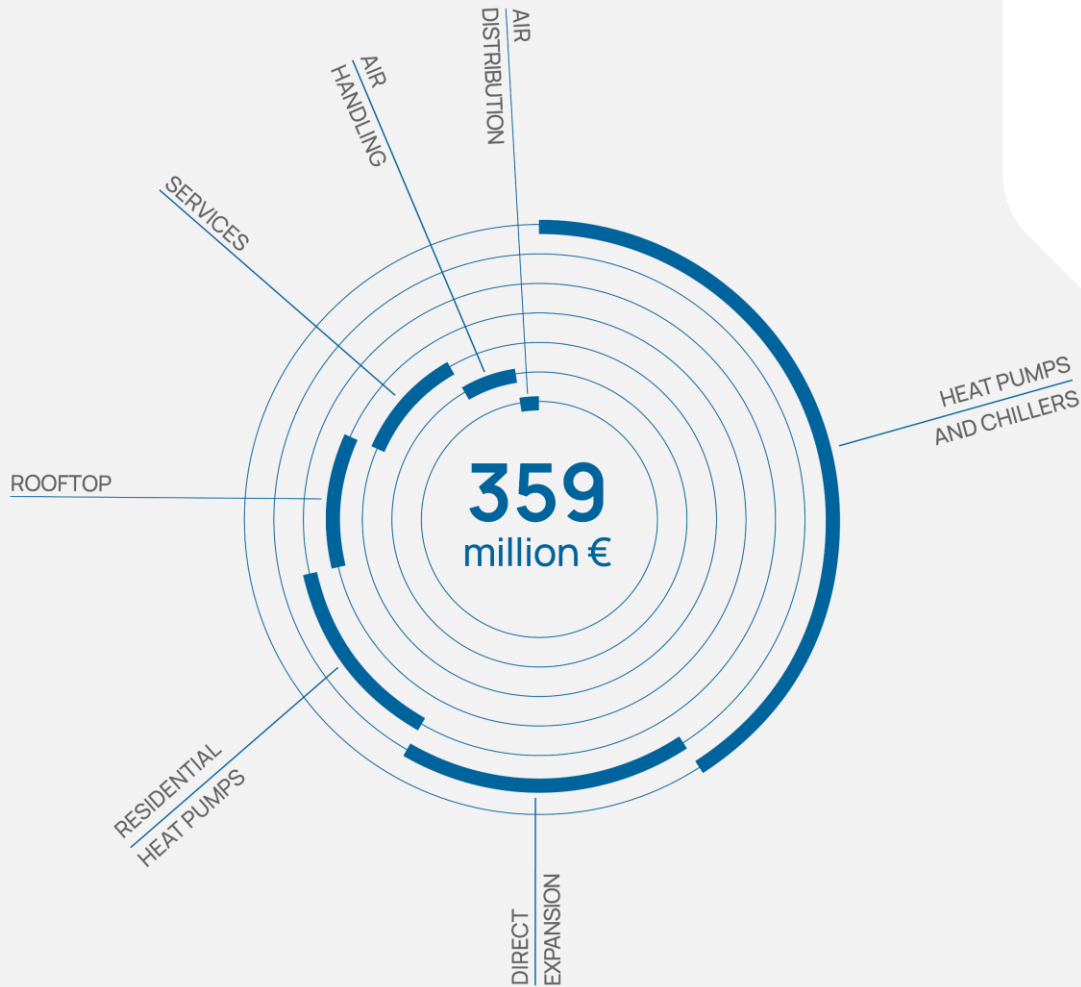 AIR
DISTRIBUTION
AIR
HANDLING
SERVICES
HEAT PUMPS
AND CHILLERS
ROOFTOP
359
million €
RESIDENTIAL
HEAT PUMPS
DIRECT
EXPANSION